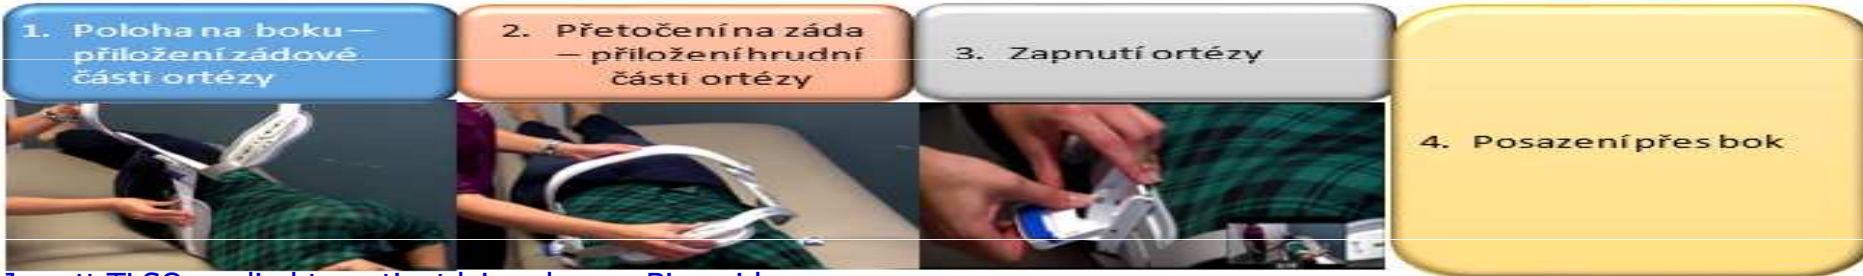 1. Poloha na boku –
přiložení zádové
části ortézy
2. Přetočení na záda
– přiložení hrudní
části ortézy
3. Zapnutí ortézy
4. Posazení přes bok